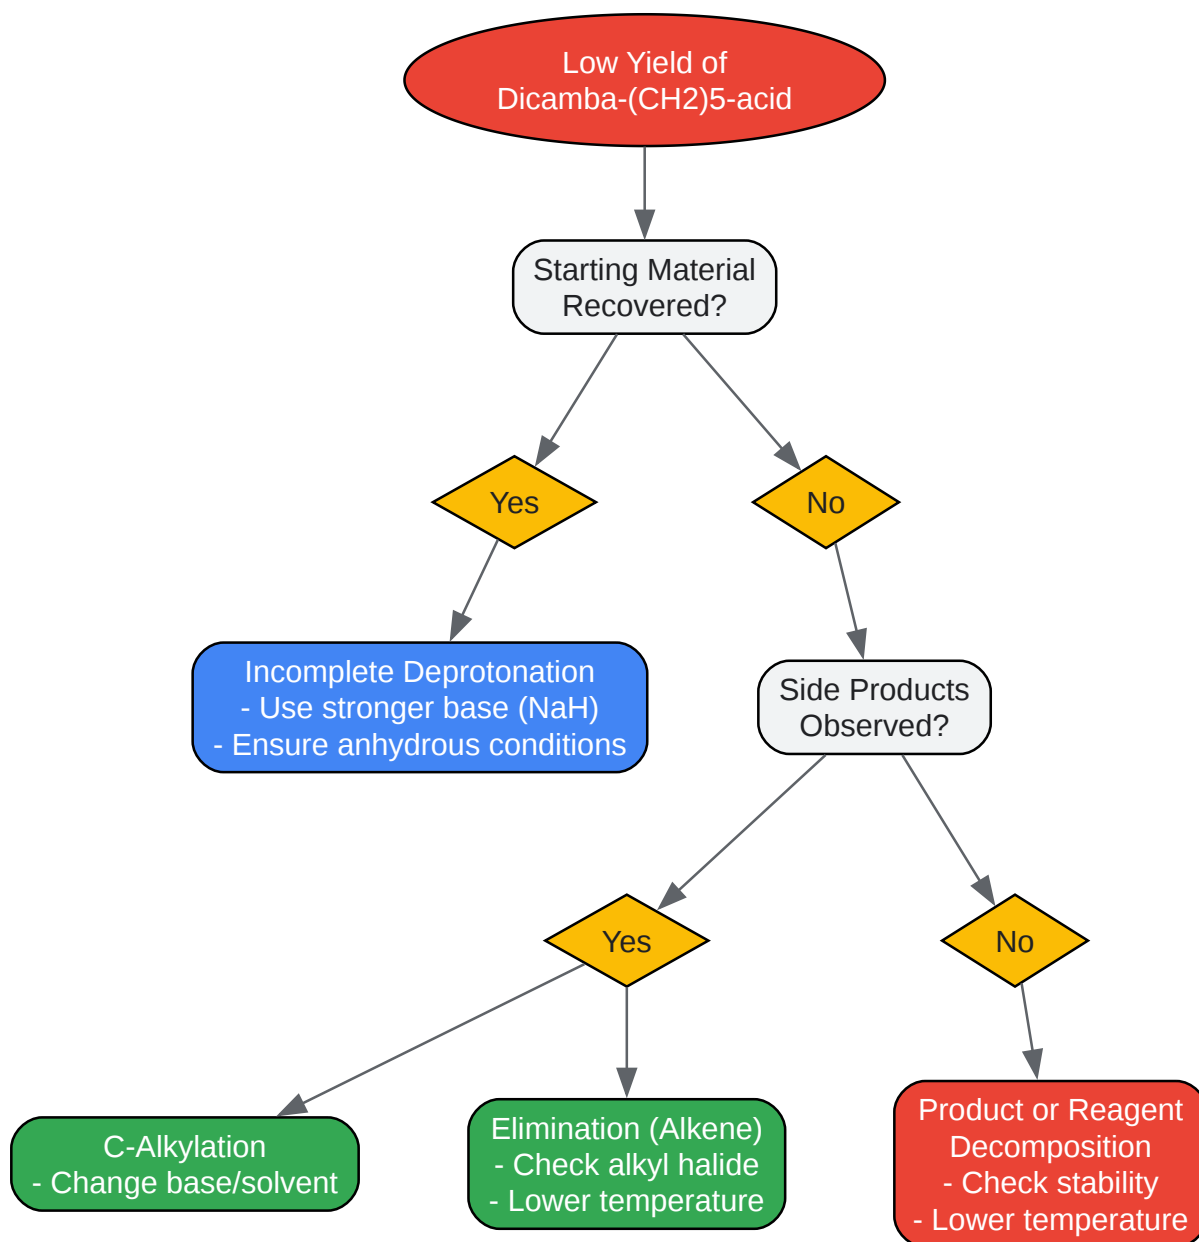 Low Yield of
Dicamba-(CH2)5-acid
Starting Material
Recovered?
Yes
No
Incomplete Deprotonation
- Use stronger base (NaH)
- Ensure anhydrous conditions
Side Products
Observed?
Yes
No
C-Alkylation
- Change base/solvent
Elimination (Alkene)
- Check alkyl halide
- Lower temperature
Product or Reagent
Decomposition
- Check stability
- Lower temperature